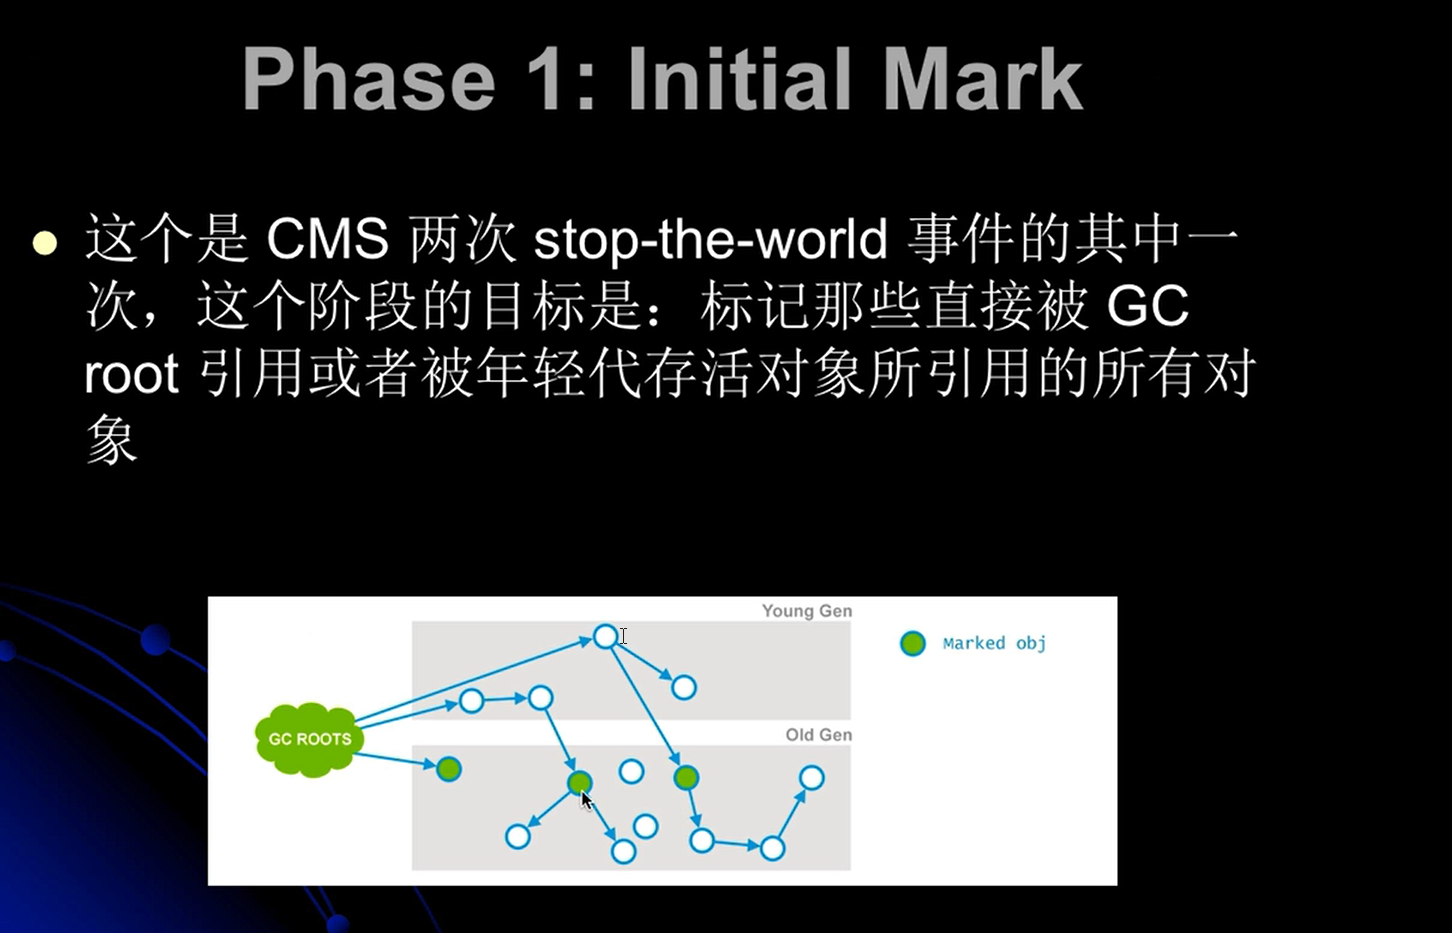 Phase 1: Initial Mark
这个是 CMS 两次 stop-the-world 事件的其中一
次，这个阶段的目标是：标记那些直接被 GC
root 引用或者被年轻代存活对象所引用的所有对
象
Young Gen
Marked obj
Old Gen
GC ROOTS